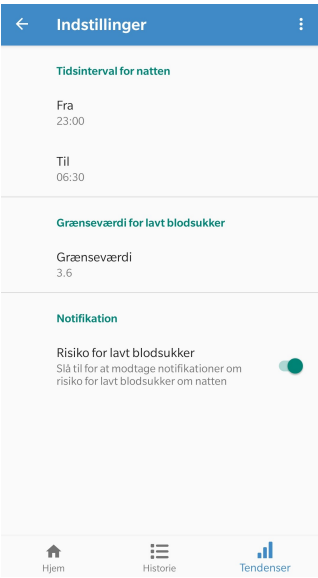 Indstillinger
Tidsinterval for natten
Fra
23:00
Til
06:30
Grænseværdi for lavt blodsukker
Grænseværdi
3.6
Notifikation
Risiko for lavt blodsukker
Slå til for at modtage notifikationer om
risiko for lavt blodsukker om natten
Hjem
Historie
Tendenser